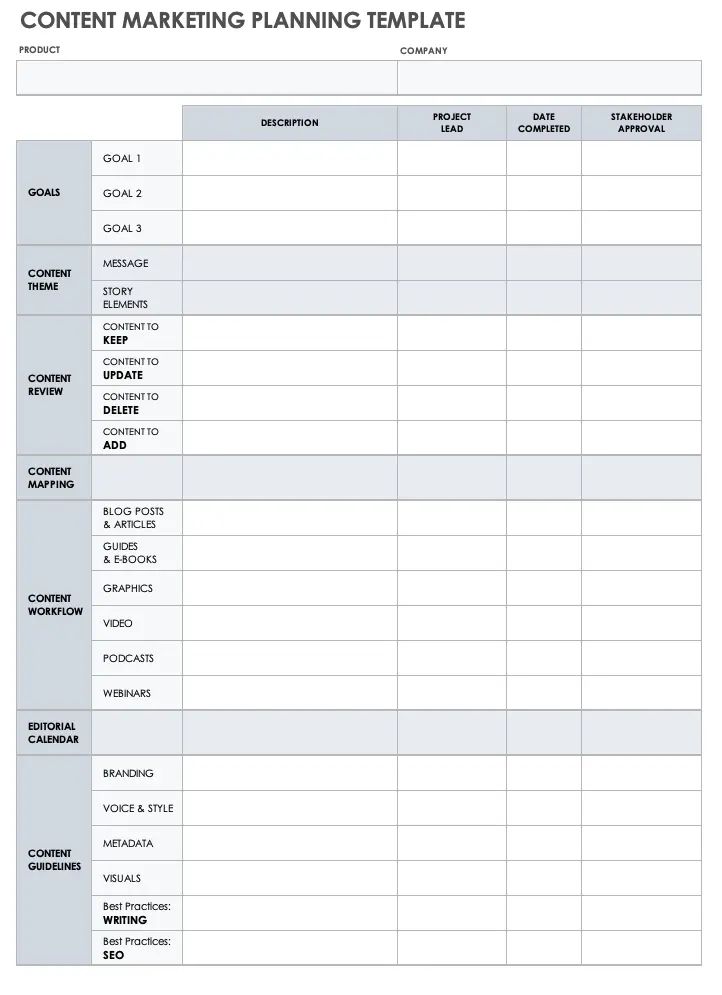 CONTENT MARKETING PLANNING TEMPLATE
PRODUCT
COMPANY
DESCRIPTION
PROJECT
LEAD
DATE
COMPLETED
STAKEHOLDER
APPROVAL
GOALS
GOAL 1
GOAL 2
GOAL 3
CONTENT
THEME
MESSAGE
STORY
ELEMENTS
CONTENT
REVIEW
CONTENT TO
KEEP
CONTENT TO
UPDATE
CONTENT TO
DELETE
CONTENT TO
ADD
CONTENT
MAPPING
CONTENT
WORKFLOW
BLOG POSTS
& ARTICLES
GUIDES
& E-BOOKS
GRAPHICS
VIDEO
PODCASTS
WEBINARS
EDITORIAL
CALENDAR
CONTENT
GUIDELINES
BRANDING
VOICE & STYLE
METADATA
VISUALS
Best Practices:
WRITING
Best Practices:
SEO